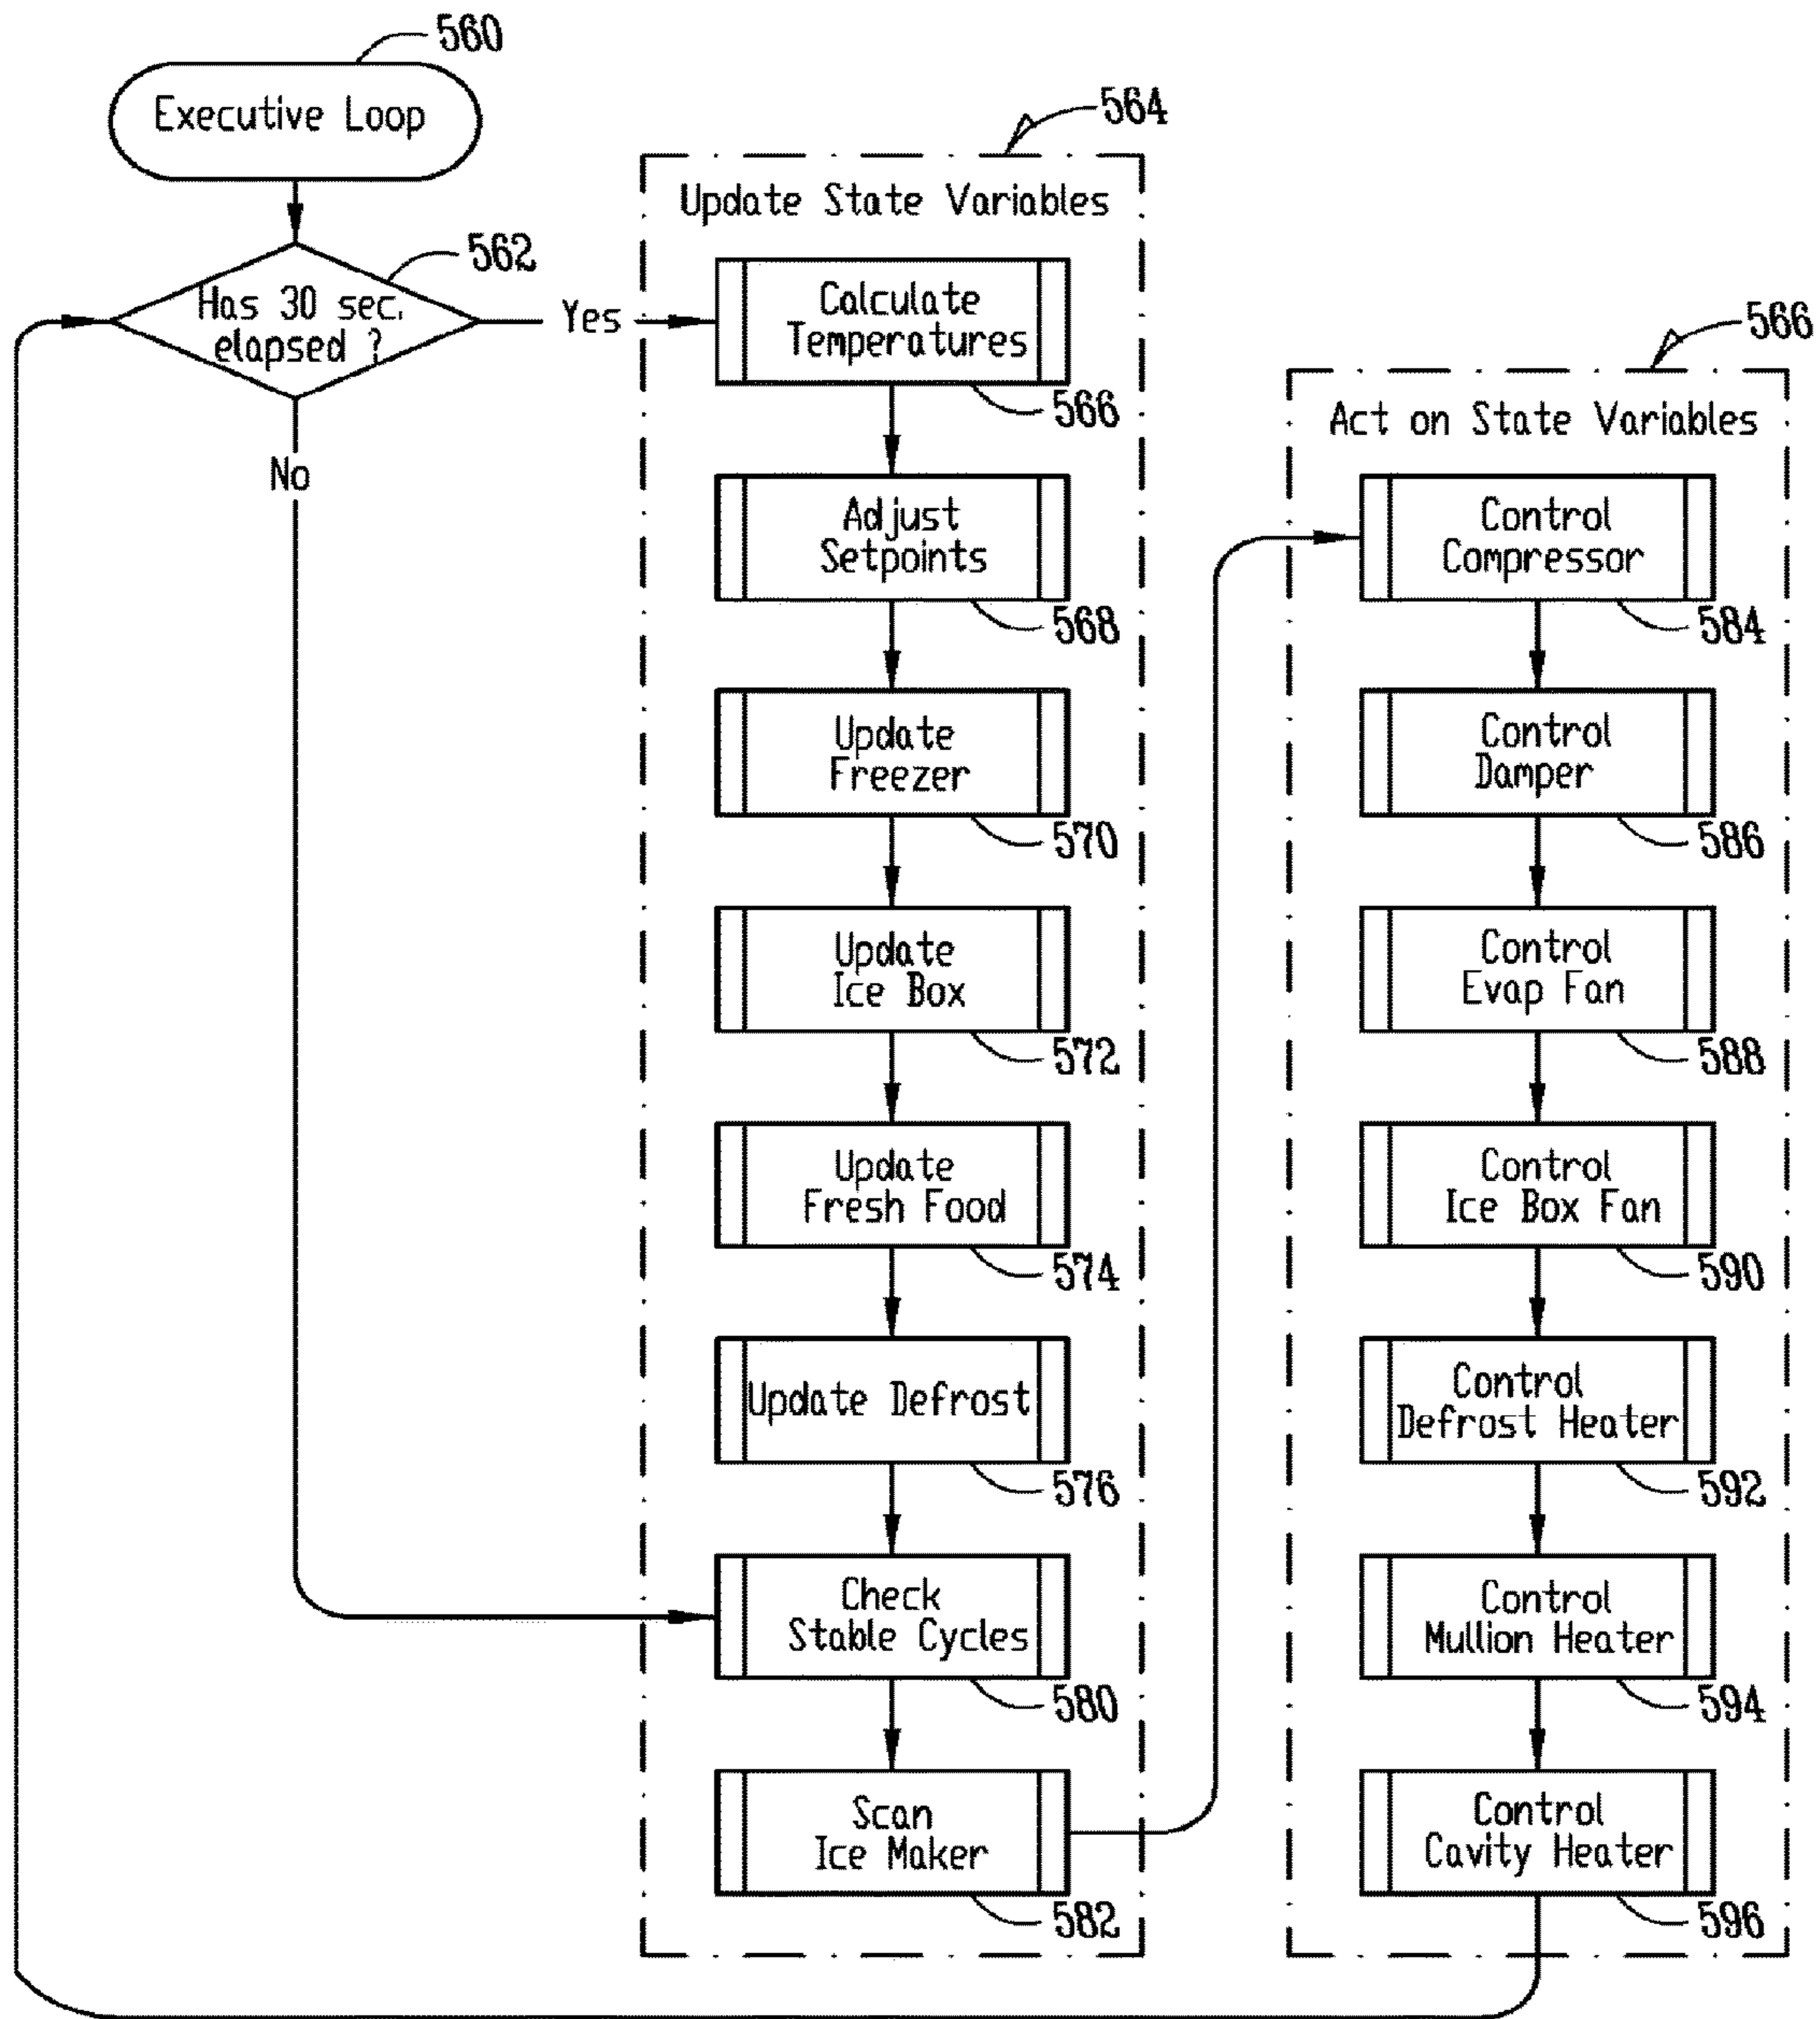 560
Executive Loop
562
Has 30 sec.
elapsed ?
Yes
No
564
Update State Variables
Calculate
Temperatures
566
Adjust
Setpoints
568
Update
Freezer
570
Update
Ice Box
572
Update
Fresh Food
574
Update Defrost
576
Check
Stable Cycles
580
Scan
Ice Maker
582
566
Act on State Variables
Control
Compressor
584
Control
Damper
586
Control
Evap Fan
588
Control
Ice Box Fan
590
Control
Defrost Heater
592
Control
Mullion Heater
594
Control
Cavity Heater
596